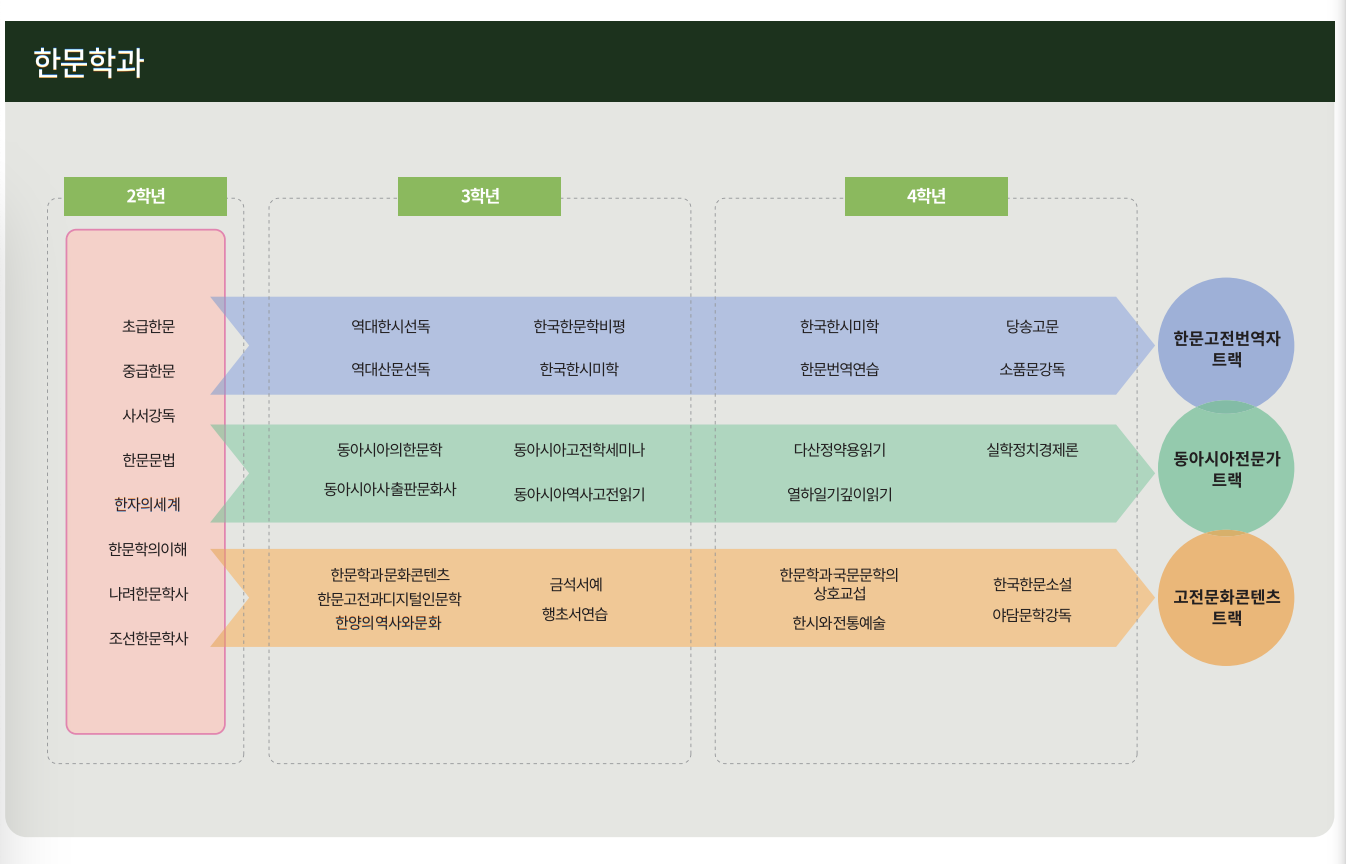 한문학과
2학년
초급한문
중급한문
사서강독
한문문법
한자의세계
한문학의이해
나려한문학사
조선한문학사
3학년
4학년
역대한시선독
한국한문학비평
한국한시미학
당송고문
역대산문선독
한국한시미학
한문번역연습
소품문강독
한문고전번역자
트랙
동아시아의한문학
동아시아고전학세미나
다산정약용읽기
실학정치경제론
동아시아사출판문화사
동아시아역사고전읽기
열하일기깊이읽기
동아시아전문가
트랙
한문학과문화콘텐츠
한문고전과디지털인문학
한양의역사와문화
금석서예
행초서연습
한문학과국문문학의
상호교섭
한시와전통예술
한국한문소설
야담문학강독
고전문화콘텐츠
트랙